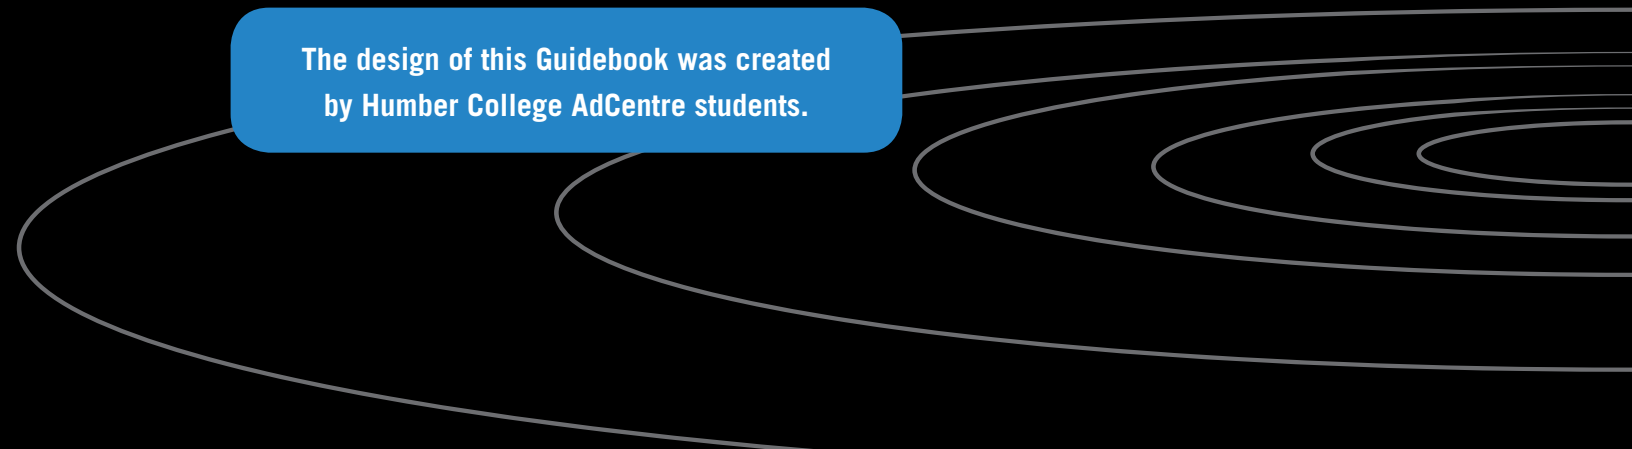 The design of this Guidebook was created
by Humber College AdCentre students.